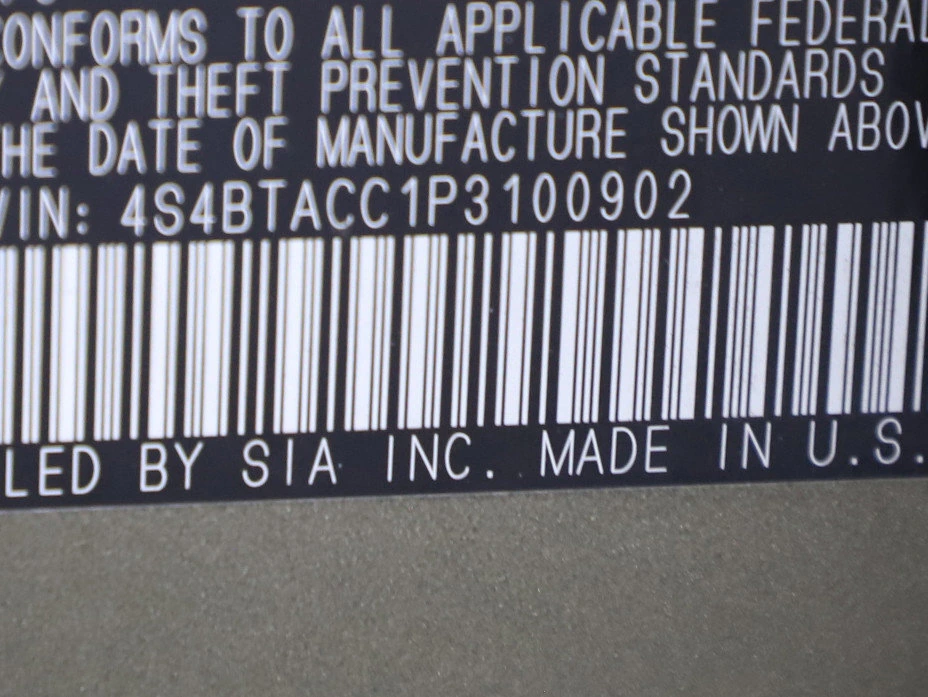 CONFORMS TO ALL APPLICABLE FEDERAL
AND THEFT PREVENTION STANDARDS
HE DATE OF MANUFACTURE SHOWN ABOV
VIN: 4S4BTACC1P3100902
LED BY SIA INC. MADE IN U.S.